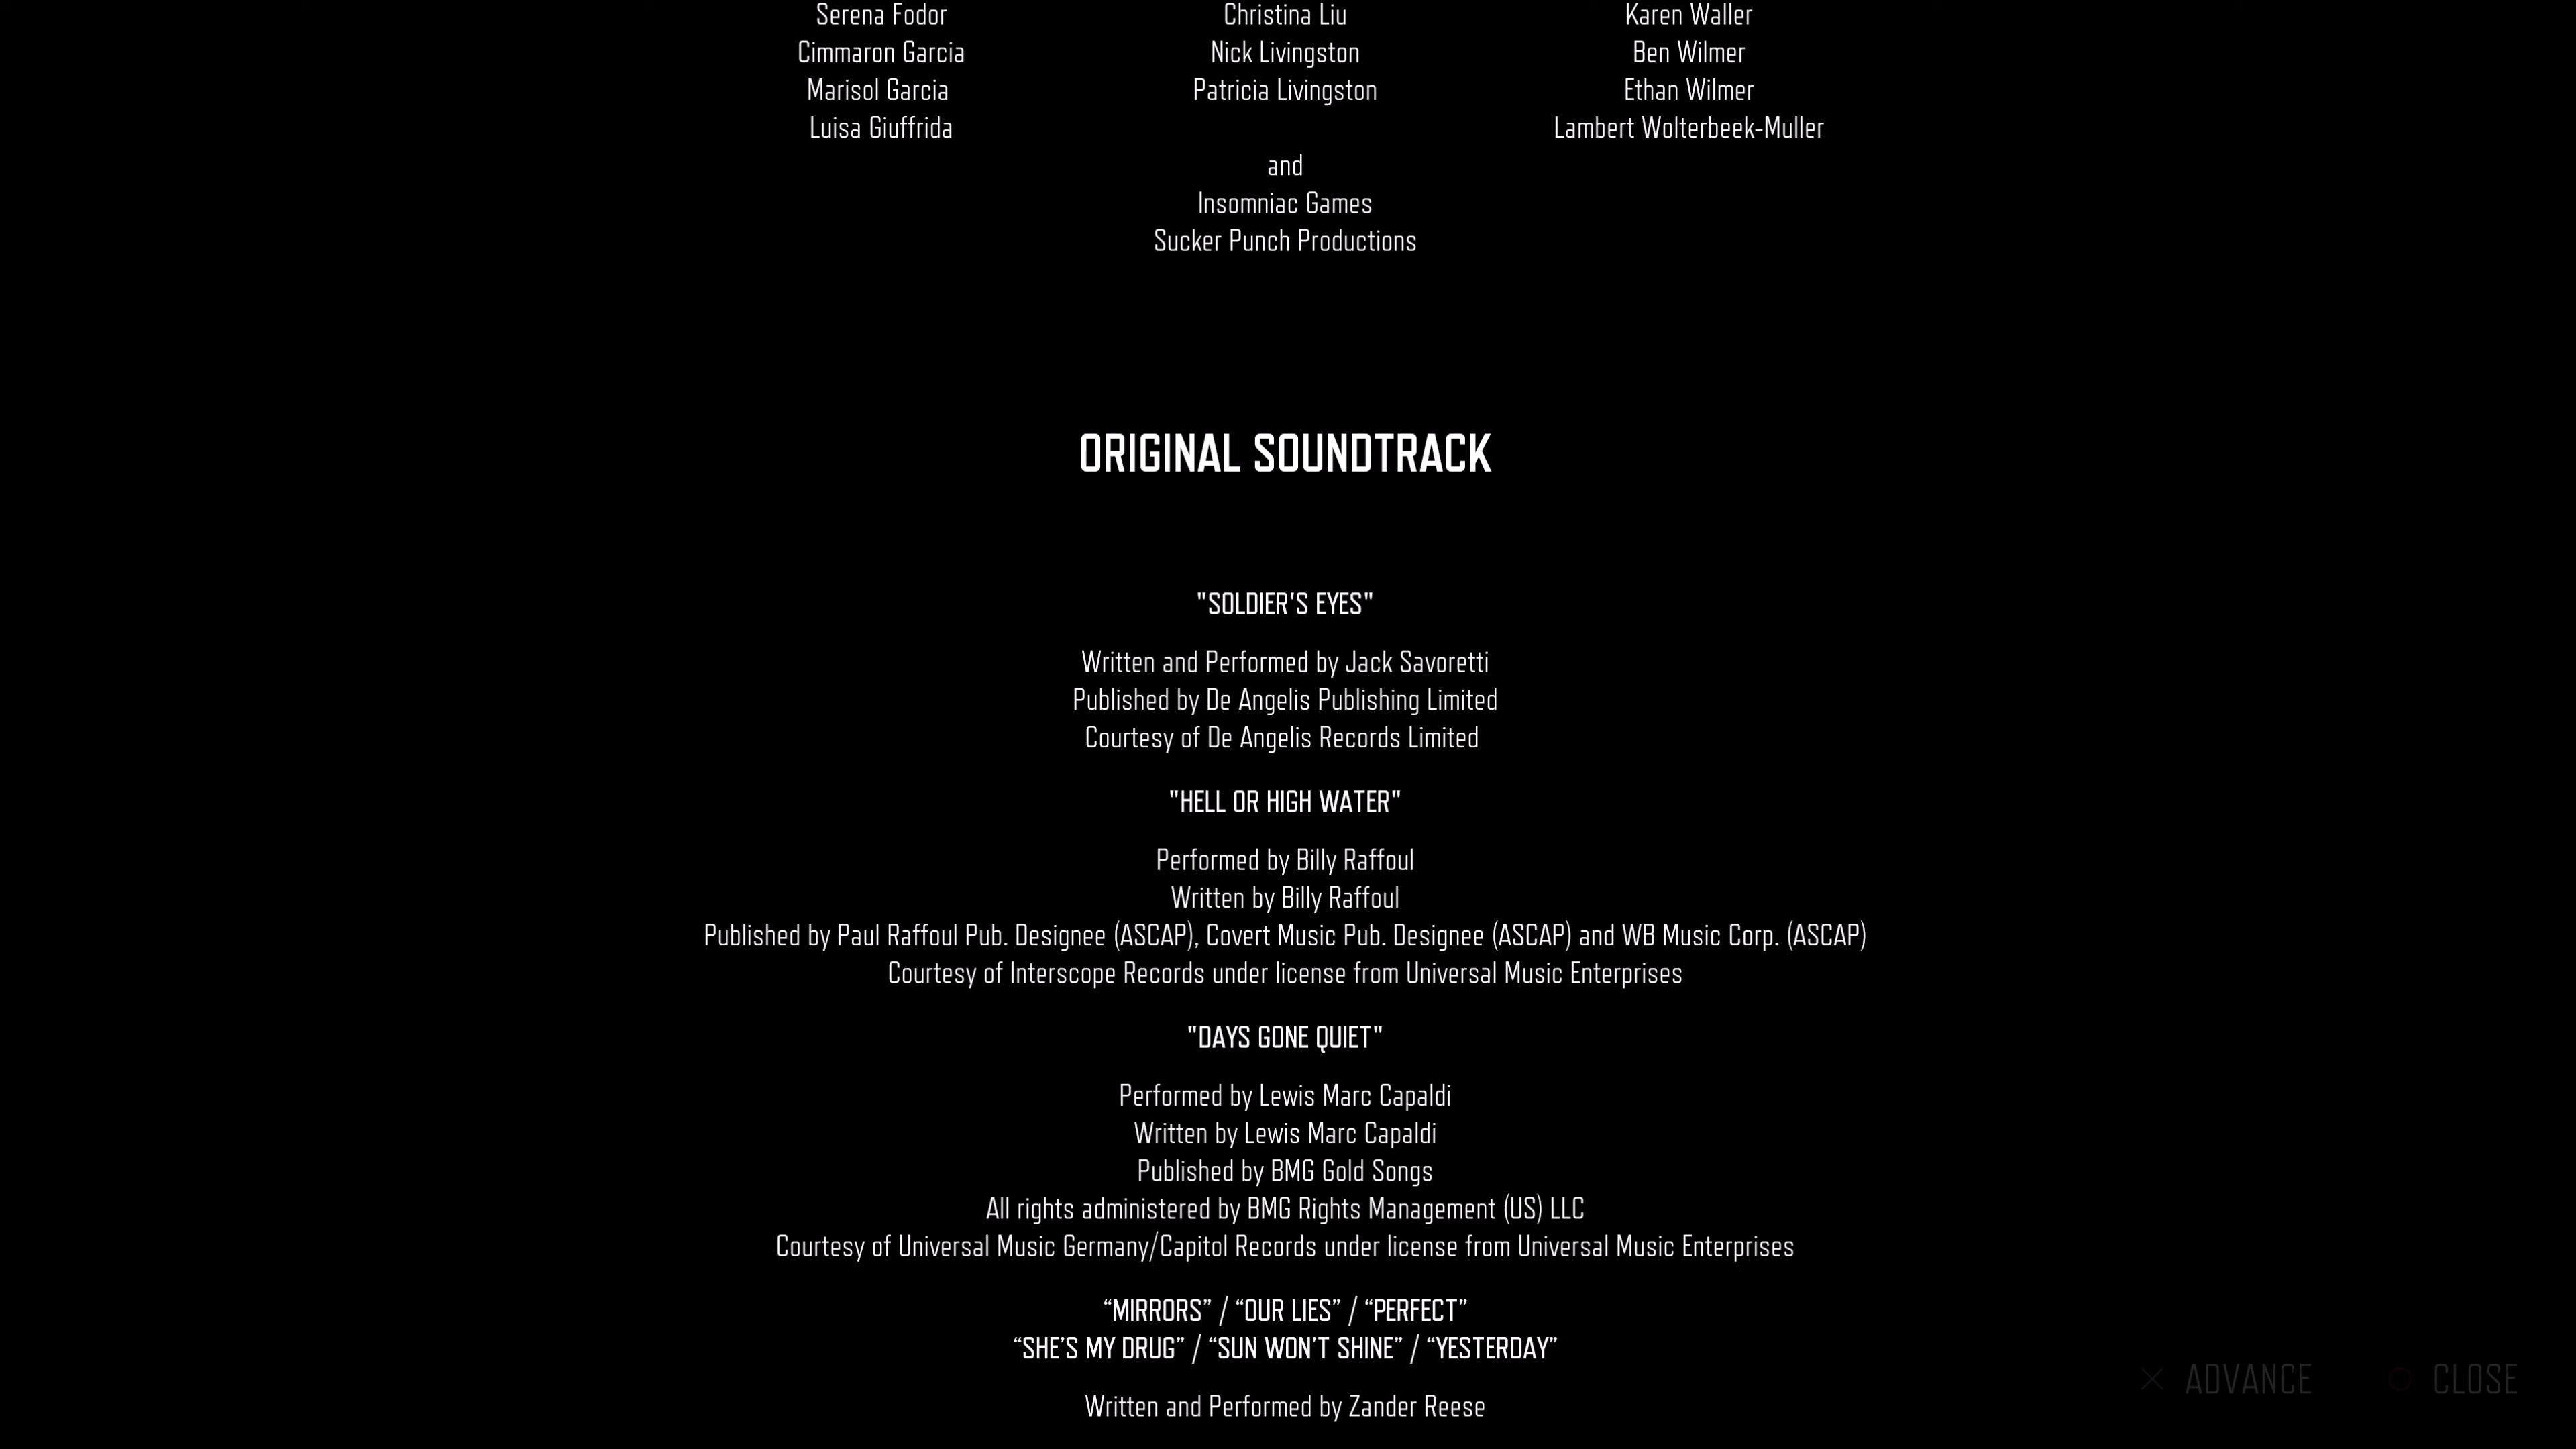 Serena Fodor
Cimmaron Garcia
Marisol Garcia
Luisa Giuffrida
Christina Liu
Nick Livingston
Patricia Livingston
Karen Waller
Ben Wilmer
Ethan Wilmer
Lambert Wolterbeek-Muller
and
Insomniac Games
Sucker Punch Productions
ORIGINAL SOUNDTRACK
"SOLDIER'S EYES"
Written and Performed by Jack Savoretti
Published by De Angelis Publishing Limited
Courtesy of De Angelis Records Limited
"HELL OR HIGH WATER"
Performed by Billy Raffoul
Written by Billy Raffoul
Published by Paul Raffoul Pub. Designee (ASCAP), Covert Music Pub. Designee (ASCAP) and WB Music Corp. (ASCAP)
Courtesy of Interscope Records under license from Universal Music Enterprises
"DAYS GONE QUIET"
Performed by Lewis Marc Capaldi
Written by Lewis Marc Capaldi
Published by BMG Gold Songs
All rights administered by BMG Rights Management (US) LLC
Courtesy of Universal Music Germany/Capitol Records under license from Universal Music Enterprises
“MIRRORS” / “OUR LIES” / “PERFECT”
“SHE’S MY DRUG” / “SUN WON’T SHINE” / “YESTERDAY”
Written and Performed by Zander Reese
ADVANCE
CLOSE